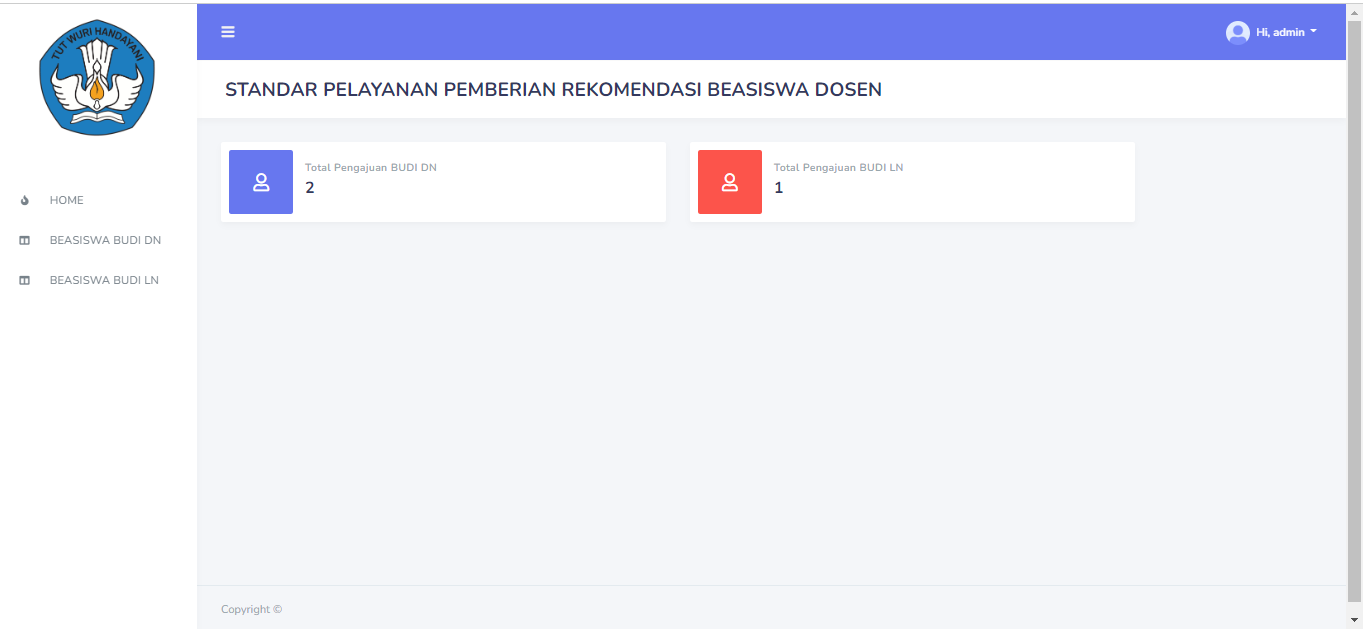 TUT WURI HANDAYANI
Hi, admin
STANDAR PELAYANAN PEMBERIAN REKOMENDASI BEASISWA DOSEN
Total Pengajuan BUDI DN
2
Total Pengajuan BUDI LN
1
HOME
BEASISWA BUDI DN
BEASISWA BUDI LN
Copyright ©